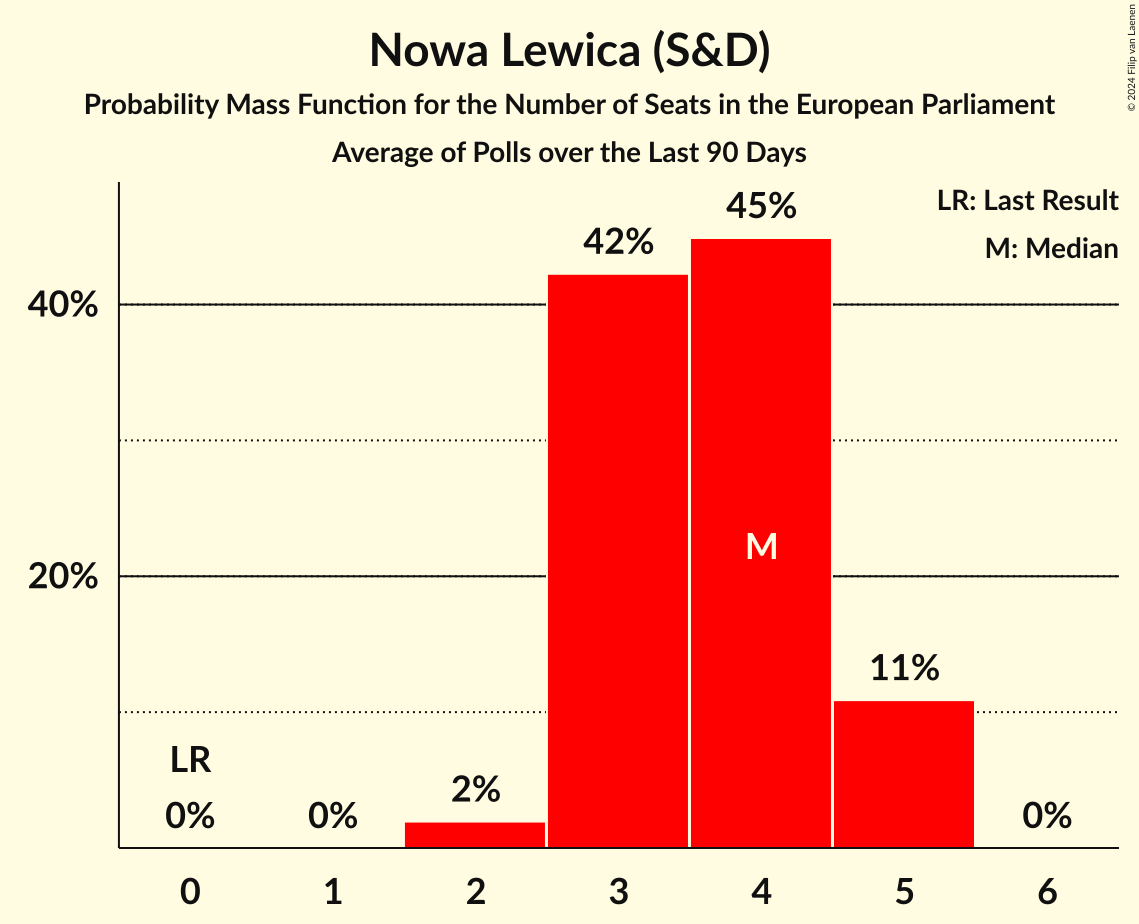 Nowa Lewica (S&D)
Probability Mass Function for the Number of Seats in the European Parliament
Average of Polls over the Last 90 Days
© 2024 Filip van Laenen
LR: Last Result
M: Median
45%
42%
40%
M
20%
11%
LR
2%
0%
0%
0%
0 1 2 3 4 5 6